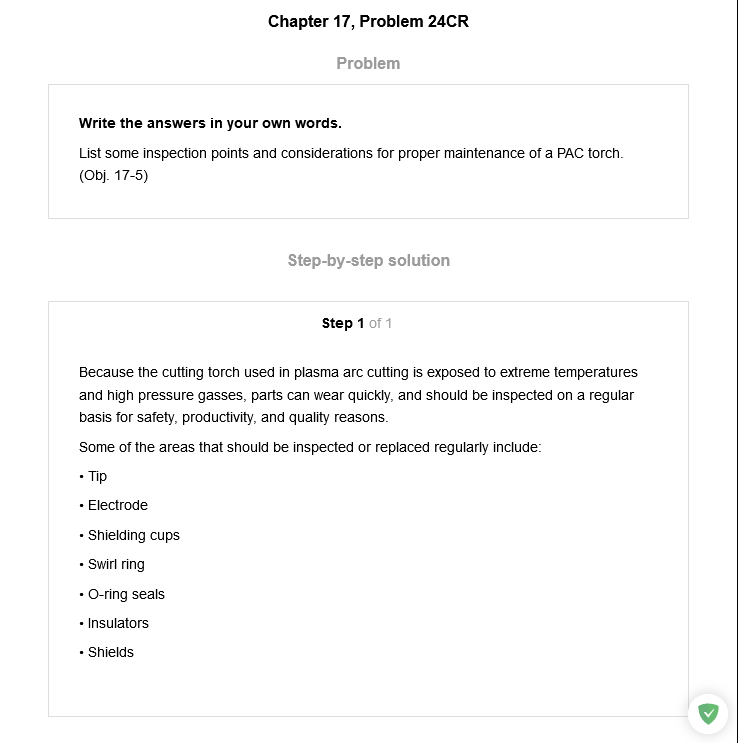 Chapter 17, Problem 24CR
Problem
Write the answers in your own words.
List some inspection points and considerations for proper maintenance of a PAC torch.
(Obj. 17-5)
Step-by-step solution
Step 1 of 1
Because the cutting torch used in plasma arc cutting is exposed to extreme temperatures
and high pressure gasses, parts can wear quickly, and should be inspected on a regular
basis for safety, productivity, and quality reasons.
Some of the areas that should be inspected or replaced regularly include:
• Tip
• Electrode
• Shielding cups
• Swirl ring
• O-ring seals
• Insulators
• Shields